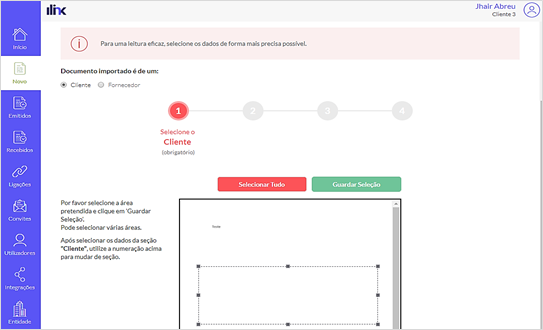 ilink
Jhair Abreu
Cliente 3
Início
Novo
Emitidos
Recebidos
Ligações
Convites
Utilizadores
Integrações
Entidade
Para uma leitura eficaz, selecione os dados de forma mais precisa possível.
Documento importado é de um:
Cliente Fornecedor
1 2 3 4
Selecione o
Cliente
(obrigatório)
Selecionar Tudo Guardar Seleção
Por favor selecione a área
pretendida e clique em 'Guardar
Seleção'.
Pode selecionar várias áreas.
Após selecionar os dados da seção
"Cliente", utilize a numeração acima
para mudar de seção.